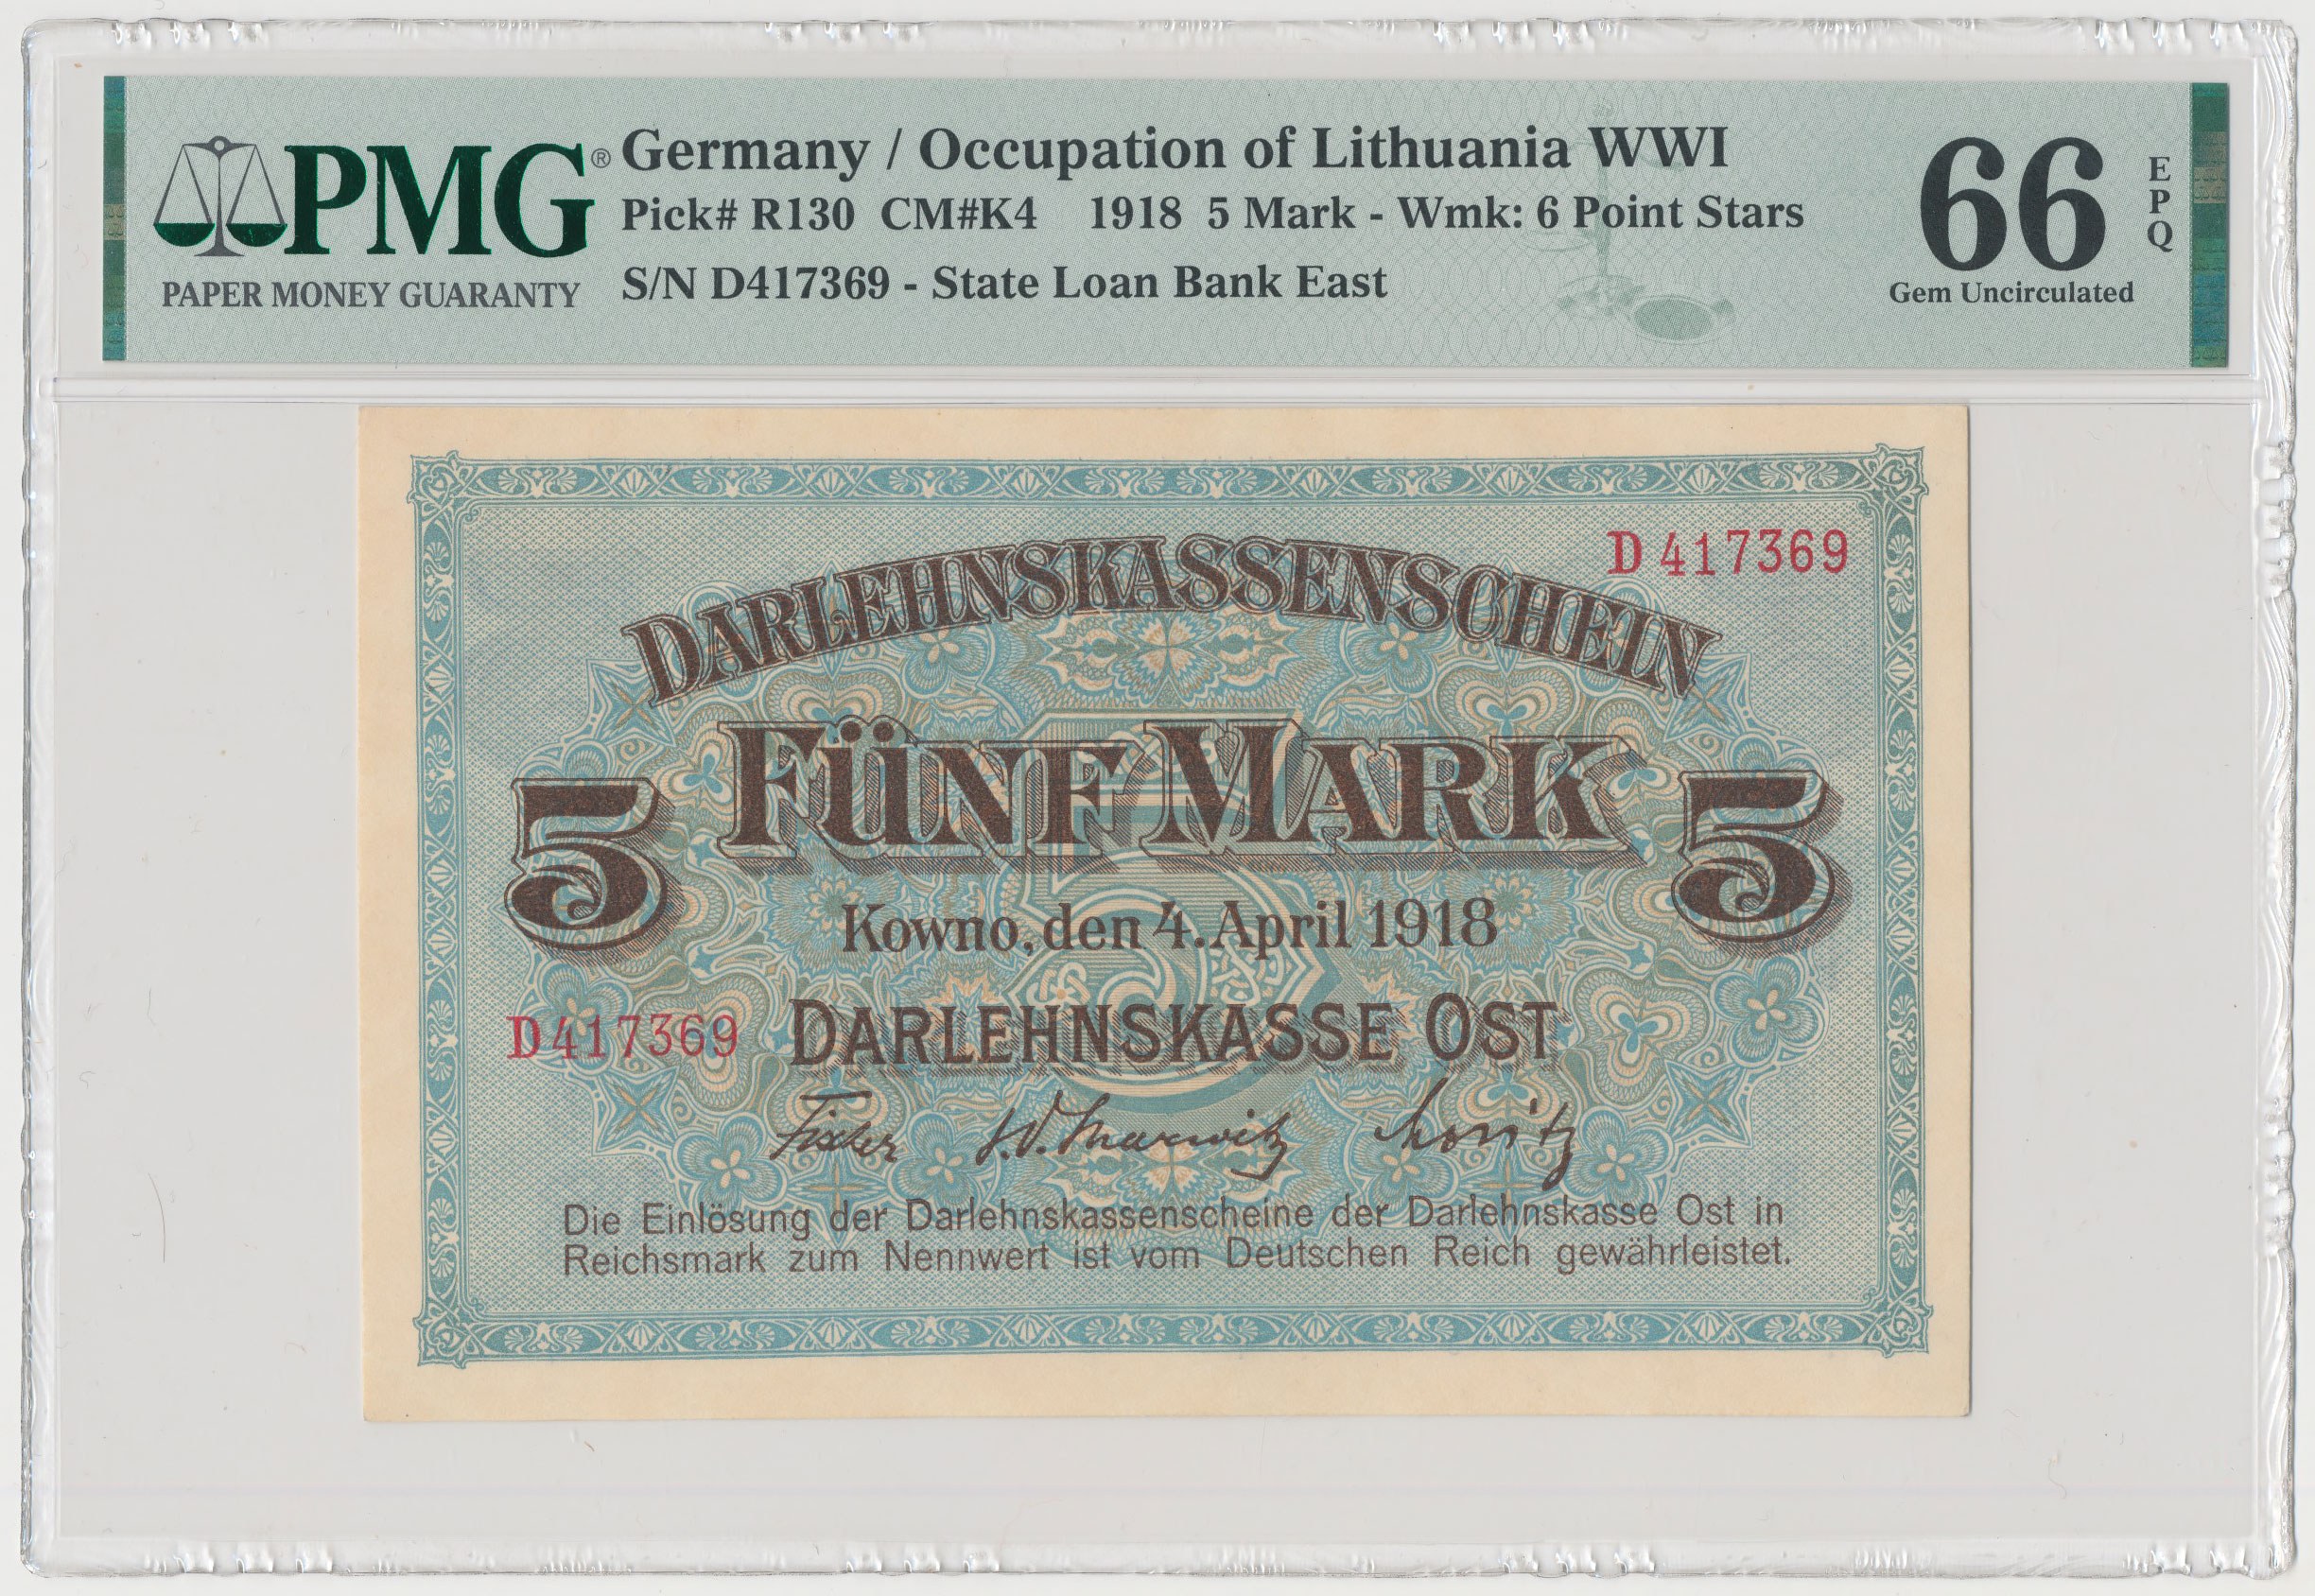 PMG®
PAPER MONEY GUARANTY
Germany / Occupation of Lithuania WWI
Pick# R130 CM#K4 1918 5 Mark - Wmk: 6 Point Stars
S/N D417369 - State Loan Bank East
66
EPQ
Gem Uncirculated
D417369
DARLEHNSKASSENSCHEIN
5 FÜNF MARK 5
Kowno, den 4. April 1918
D417369
DARLEHNSKASSE OST
Fischer
Die Einlösung der Darlehnskassenscheine der Darlehnskasse Ost in
Reichsmark zum Nennwert ist vom Deutschen Reich gewährleistet.